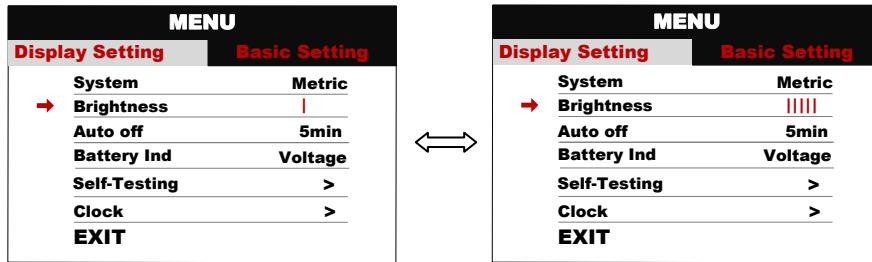 MENU
Display Setting Basic Setting
System Metric
Brightness |
Auto off 5min
Battery Ind Voltage
Self-Testing >
Clock >
EXIT
MENU
Display Setting Basic Setting
System Metric
Brightness |||||
Auto off 5min
Battery Ind Voltage
Self-Testing >
Clock >
EXIT